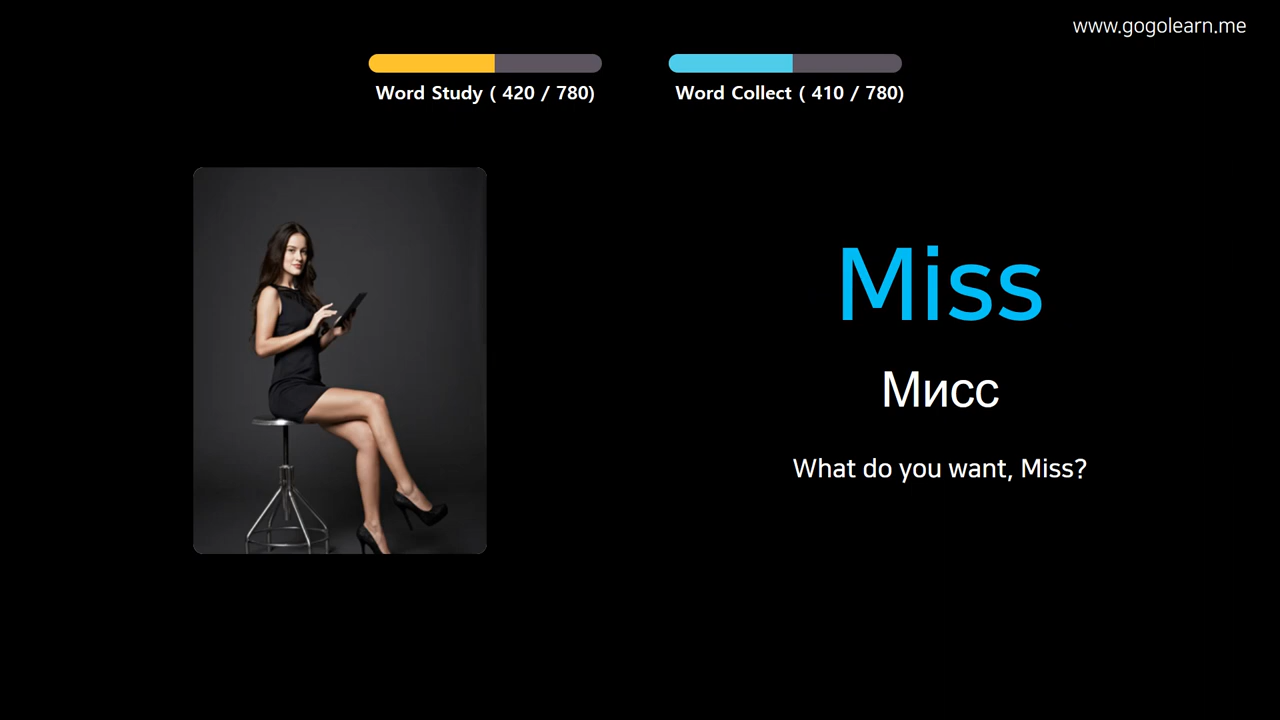 www.gogolearn.me
Word Study ( 420 / 780)
Word Collect ( 410 / 780)
Miss
Мисс
What do you want, Miss?